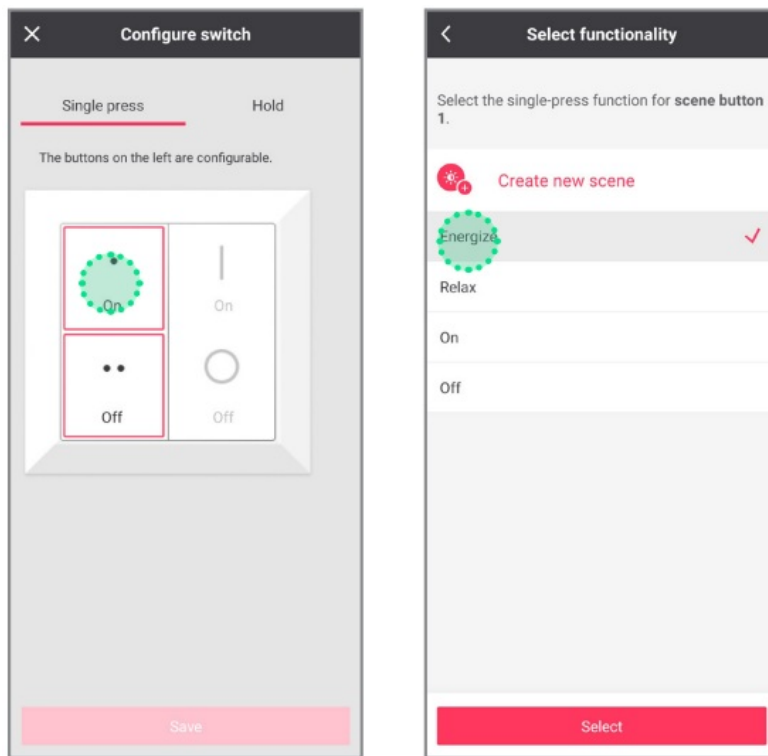 Configure switch
Single press
Hold
The buttons on the left are configurable.
On
On
Off
Off
Save
Select functionality
Select the single-press function for scene button
1.
Create new scene
Energize
Relax
On
Off
Select